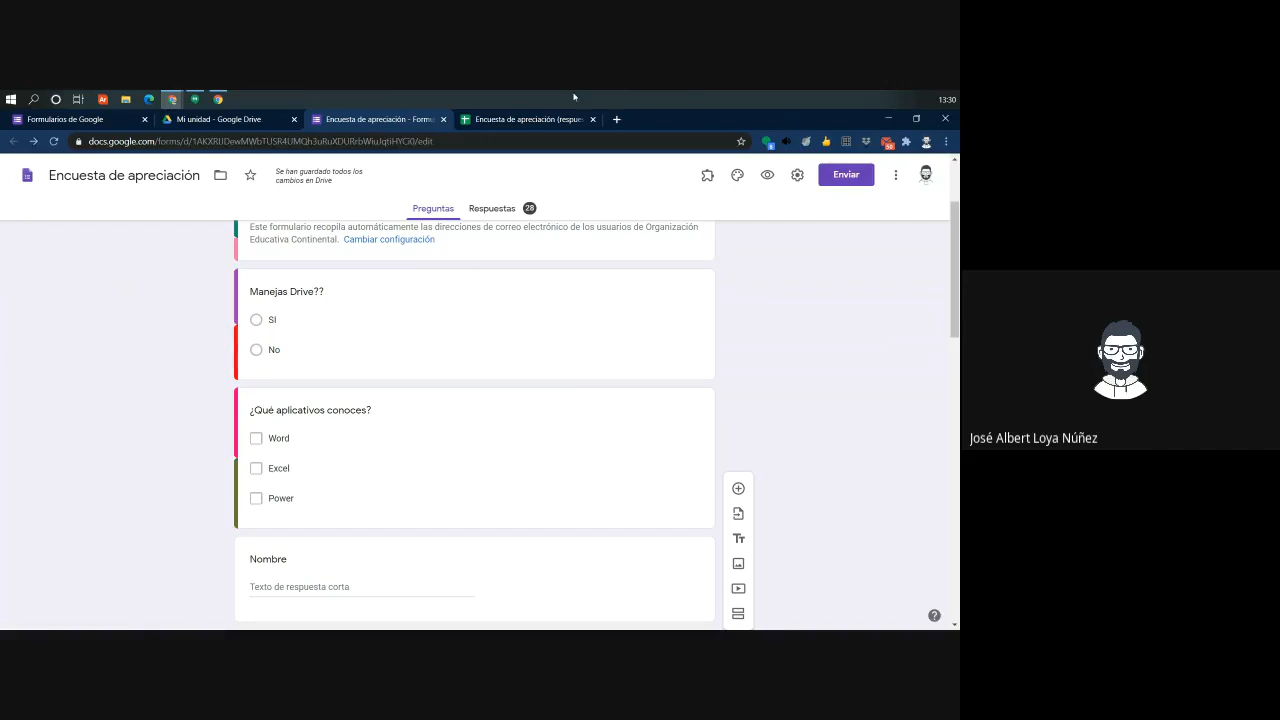 13:30
Formularios de Google
Mi unidad - Google Drive
Encuesta de apreciación - Formu
Encuesta de apreciación (respue
docs.google.com/forms/d/1AKXRIJDewMWbTUSR4UMQh3uRuXDURrbWiwJqtiHYCj0/edit
Encuesta de apreciación
Se han guardado todos los
cambios en Drive
Enviar
Preguntas
Respuestas 28
Este formulario recopila automáticamente las direcciones de correo electrónico de los usuarios de Organización
Educativa Continental. Cambiar configuración
Manejas Drive??
Si
No
¿Qué aplicativos conoces?
Word
Excel
Power
Nombre
Texto de respuesta corta
José Albert Loya Núñez